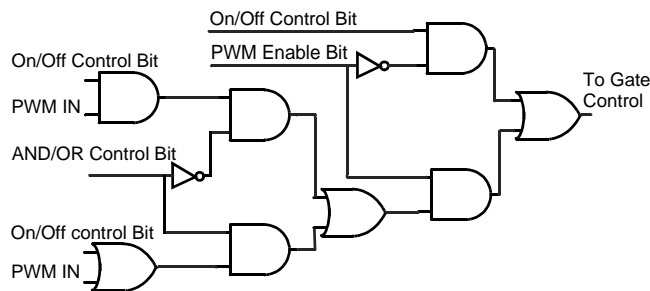 On/Off Control Bit
PWM Enable Bit
On/Off Control Bit
PWM IN
To Gate
Control
AND/OR Control Bit
On/Off control Bit
PWM IN